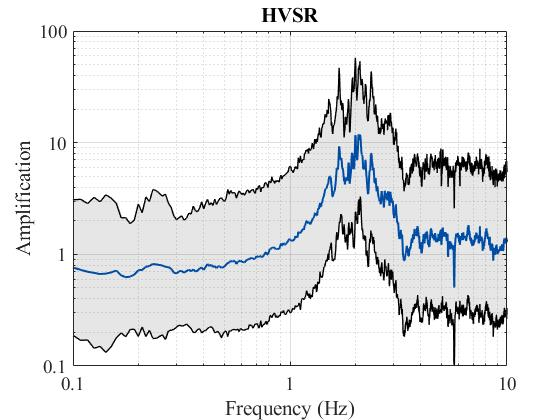 HVSR
100
10
1
0.1
Amplification
0.1 1 10
Frequency (Hz)